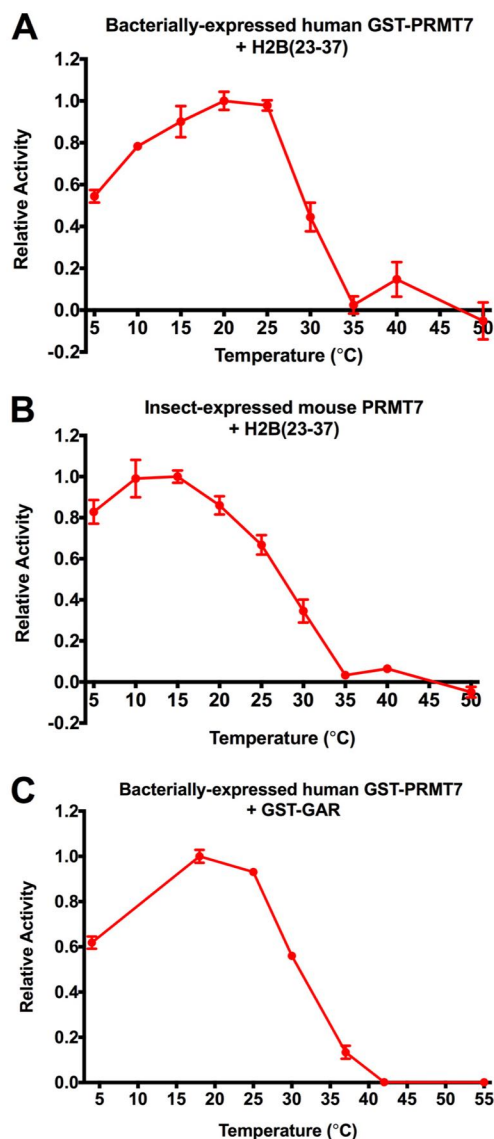 A
Bacterially-expressed human GST-PRMT7
+ H2B(23-37)
1.2
1.0
0.8
0.6
0.4
0.2
0.0
-0.2
Relative Activity
5 10 15 20 25 30 35 40 50
Temperature (°C)
B
Insect-expressed mouse PRMT7
+ H2B(23-37)
1.2
1.0
0.8
0.6
0.4
0.2
0.0
-0.2
Relative Activity
5 10 15 20 25 30 35 40 50
Temperature (°C)
C
Bacterially-expressed human GST-PRMT7
+ GST-GAR
1.2
1.0
0.8
0.6
0.4
0.2
0.0
Relative Activity
5 10 15 20 25 30 35 40 45 50 55
Temperature (°C)